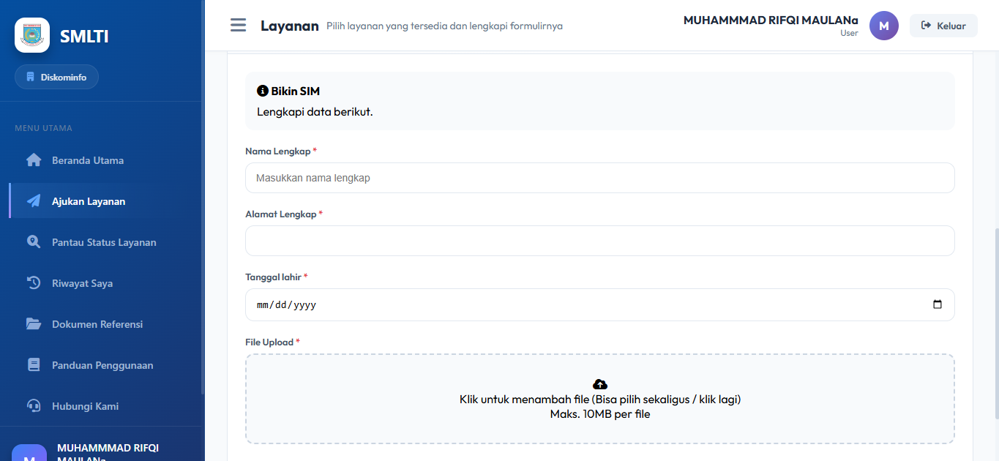 SMLTI
Diskominfo
MENU UTAMA
Beranda Utama
Ajukan Layanan
Pantau Status Layanan
Riwayat Saya
Dokumen Referensi
Panduan Penggunaan
Hubungi Kami
M
MUHAMMMAD RIFQI
MAULANa
Layanan
Pilih layanan yang tersedia dan lengkapi formulirnya
MUHAMMMAD RIFQI MAULANa
User
M
Keluar
Bikin SIM
Lengkapi data berikut.
Nama Lengkap *
Masukkan nama lengkap
Alamat Lengkap *
Tanggal lahir *
mm/dd/yyyy
File Upload *
Klik untuk menambah file (Bisa pilih sekaligus / klik lagi)
Maks. 10MB per file